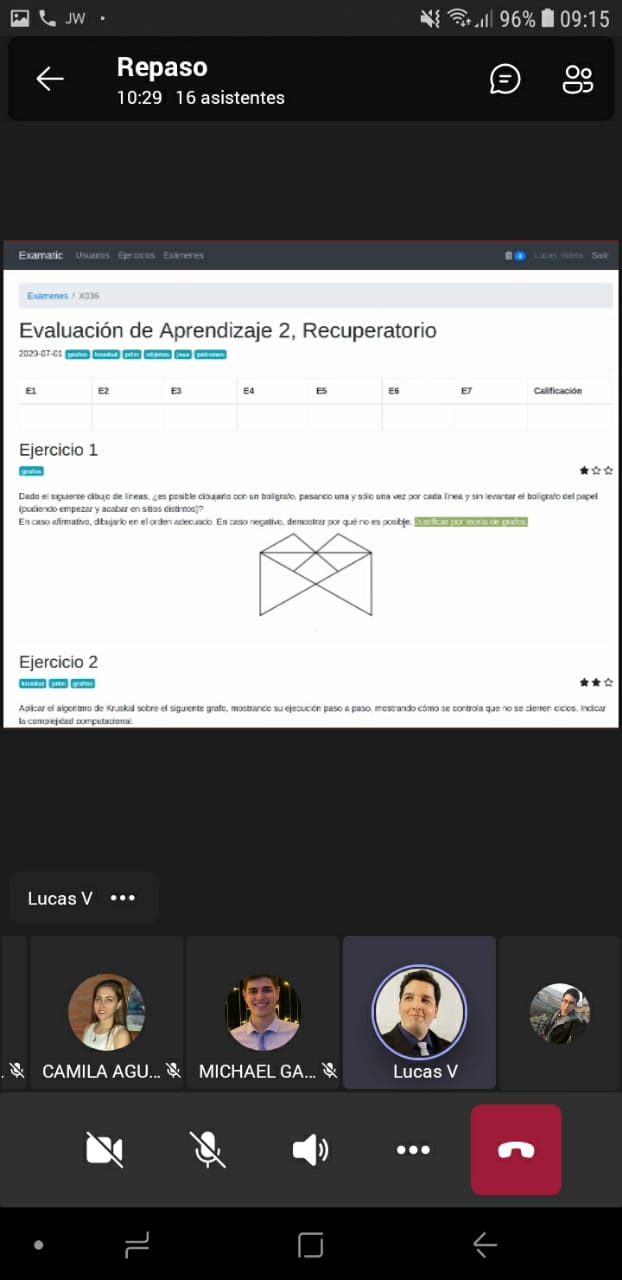 JW
96%
09:15
Repaso
10:29 16 asistentes
Examatic Usuarios Ejercicios Exámenes Lucas Videla Salir
Exámenes / X036
Evaluación de Aprendizaje 2, Recuperatorio
2020-07-01 grafos kruskal prim objetos java patrones
E1 E2 E3 E4 E5 E6 E7 Calificación
Ejercicio 1
grafos
Dado el siguiente dibujo de líneas, ¿es posible dibujarlo con un bolígrafo, pasando una y sólo una vez por cada línea y sin levantar el bolígrafo del papel
(pudiendo empezar y acabar en sitios distintos)?
En caso afirmativo, dibujarlo en el orden adecuado. En caso negativo, demostrar por qué no es posible. Justificar por teoría de grafos.
Ejercicio 2
kruskal prim grafos
Aplicar el algoritmo de Kruskal sobre el siguiente grafo, mostrando su ejecución paso a paso, mostrando cómo se controla que no se cierren ciclos. Indicar
la complejidad computacional.
Lucas V
CAMILA AGU... MICHAEL GA... Lucas V